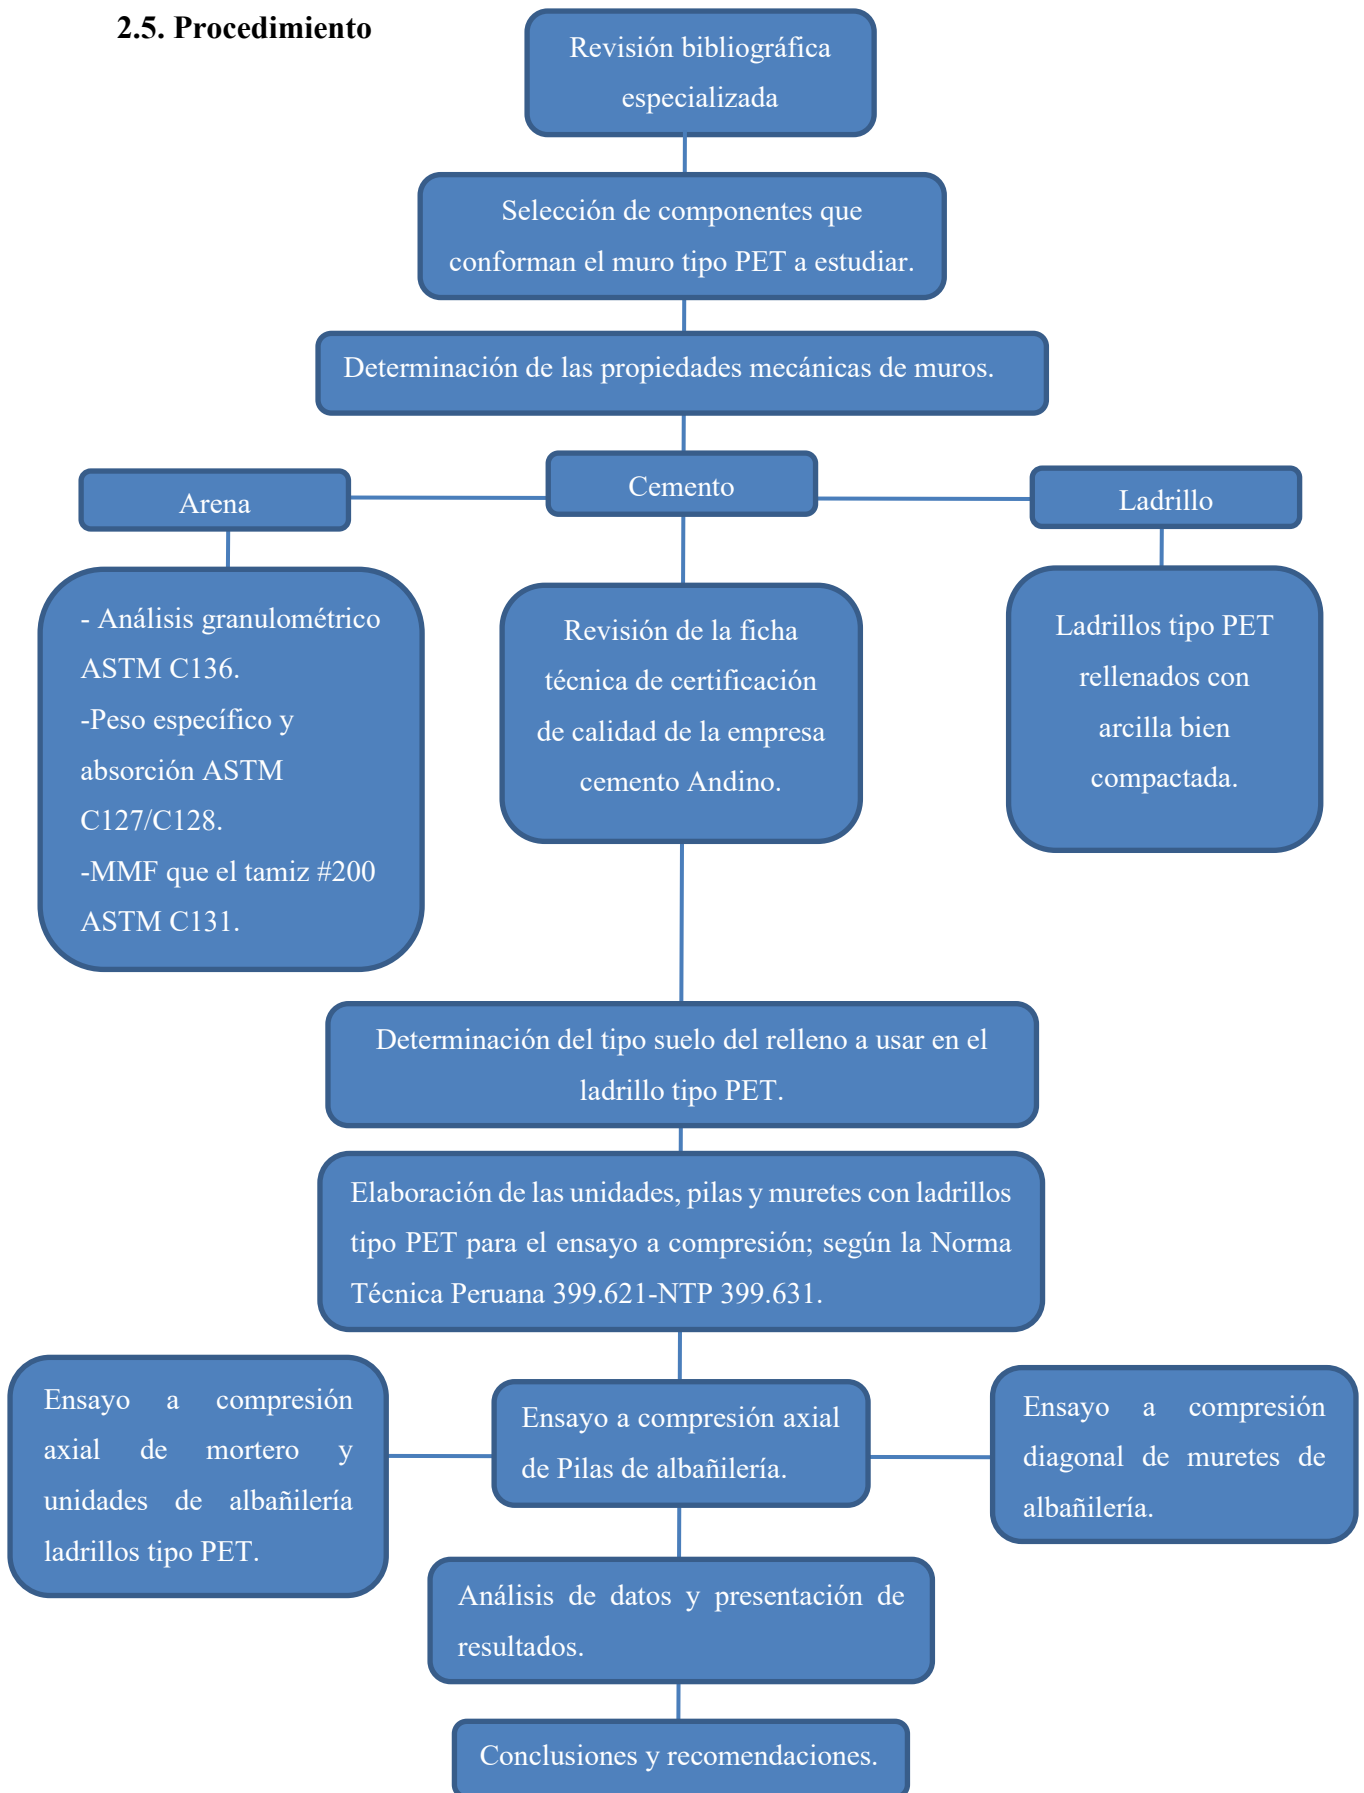 2.5. Procedimiento
Revisión bibliográfica
especializada
Selección de componentes que
conforman el muro tipo PET a estudiar.
Determinación de las propiedades mecánicas de muros.
Arena
Cemento
Ladrillo
- Análisis granulométrico
ASTM C136.
-Peso específico y
absorción ASTM
C127/C128.
-MMF que el tamiz #200
ASTM C131.
Revisión de la ficha
técnica de certificación
de calidad de la empresa
cemento Andino.
Ladrillos tipo PET
rellenados con
arcilla bien
compactada.
Determinación del tipo suelo del relleno a usar en el
ladrillo tipo PET.
Elaboración de las unidades, pilas y muretes con ladrillos
tipo PET para el ensayo a compresión; según la Norma
Técnica Peruana 399.621-NTP 399.631.
Ensayo a compresión
axial de mortero y
unidades de albañilería
ladrillos tipo PET.
Ensayo a compresión axial
de Pilas de albañilería.
Ensayo a compresión
diagonal de muretes de
albañilería.
Análisis de datos y presentación de
resultados.
Conclusiones y recomendaciones.